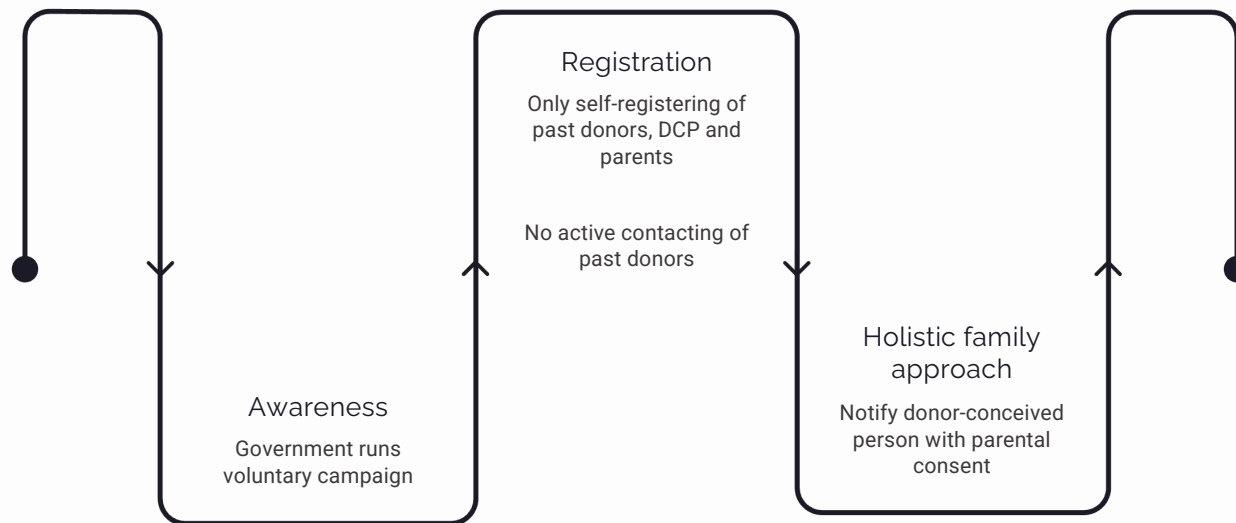 Awareness
Government runs
voluntary campaign
Registration
Only self-registering of
past donors, DCP and
parents
No active contacting of
past donors
Holistic family
approach
Notify donor-conceived
person with parental
consent